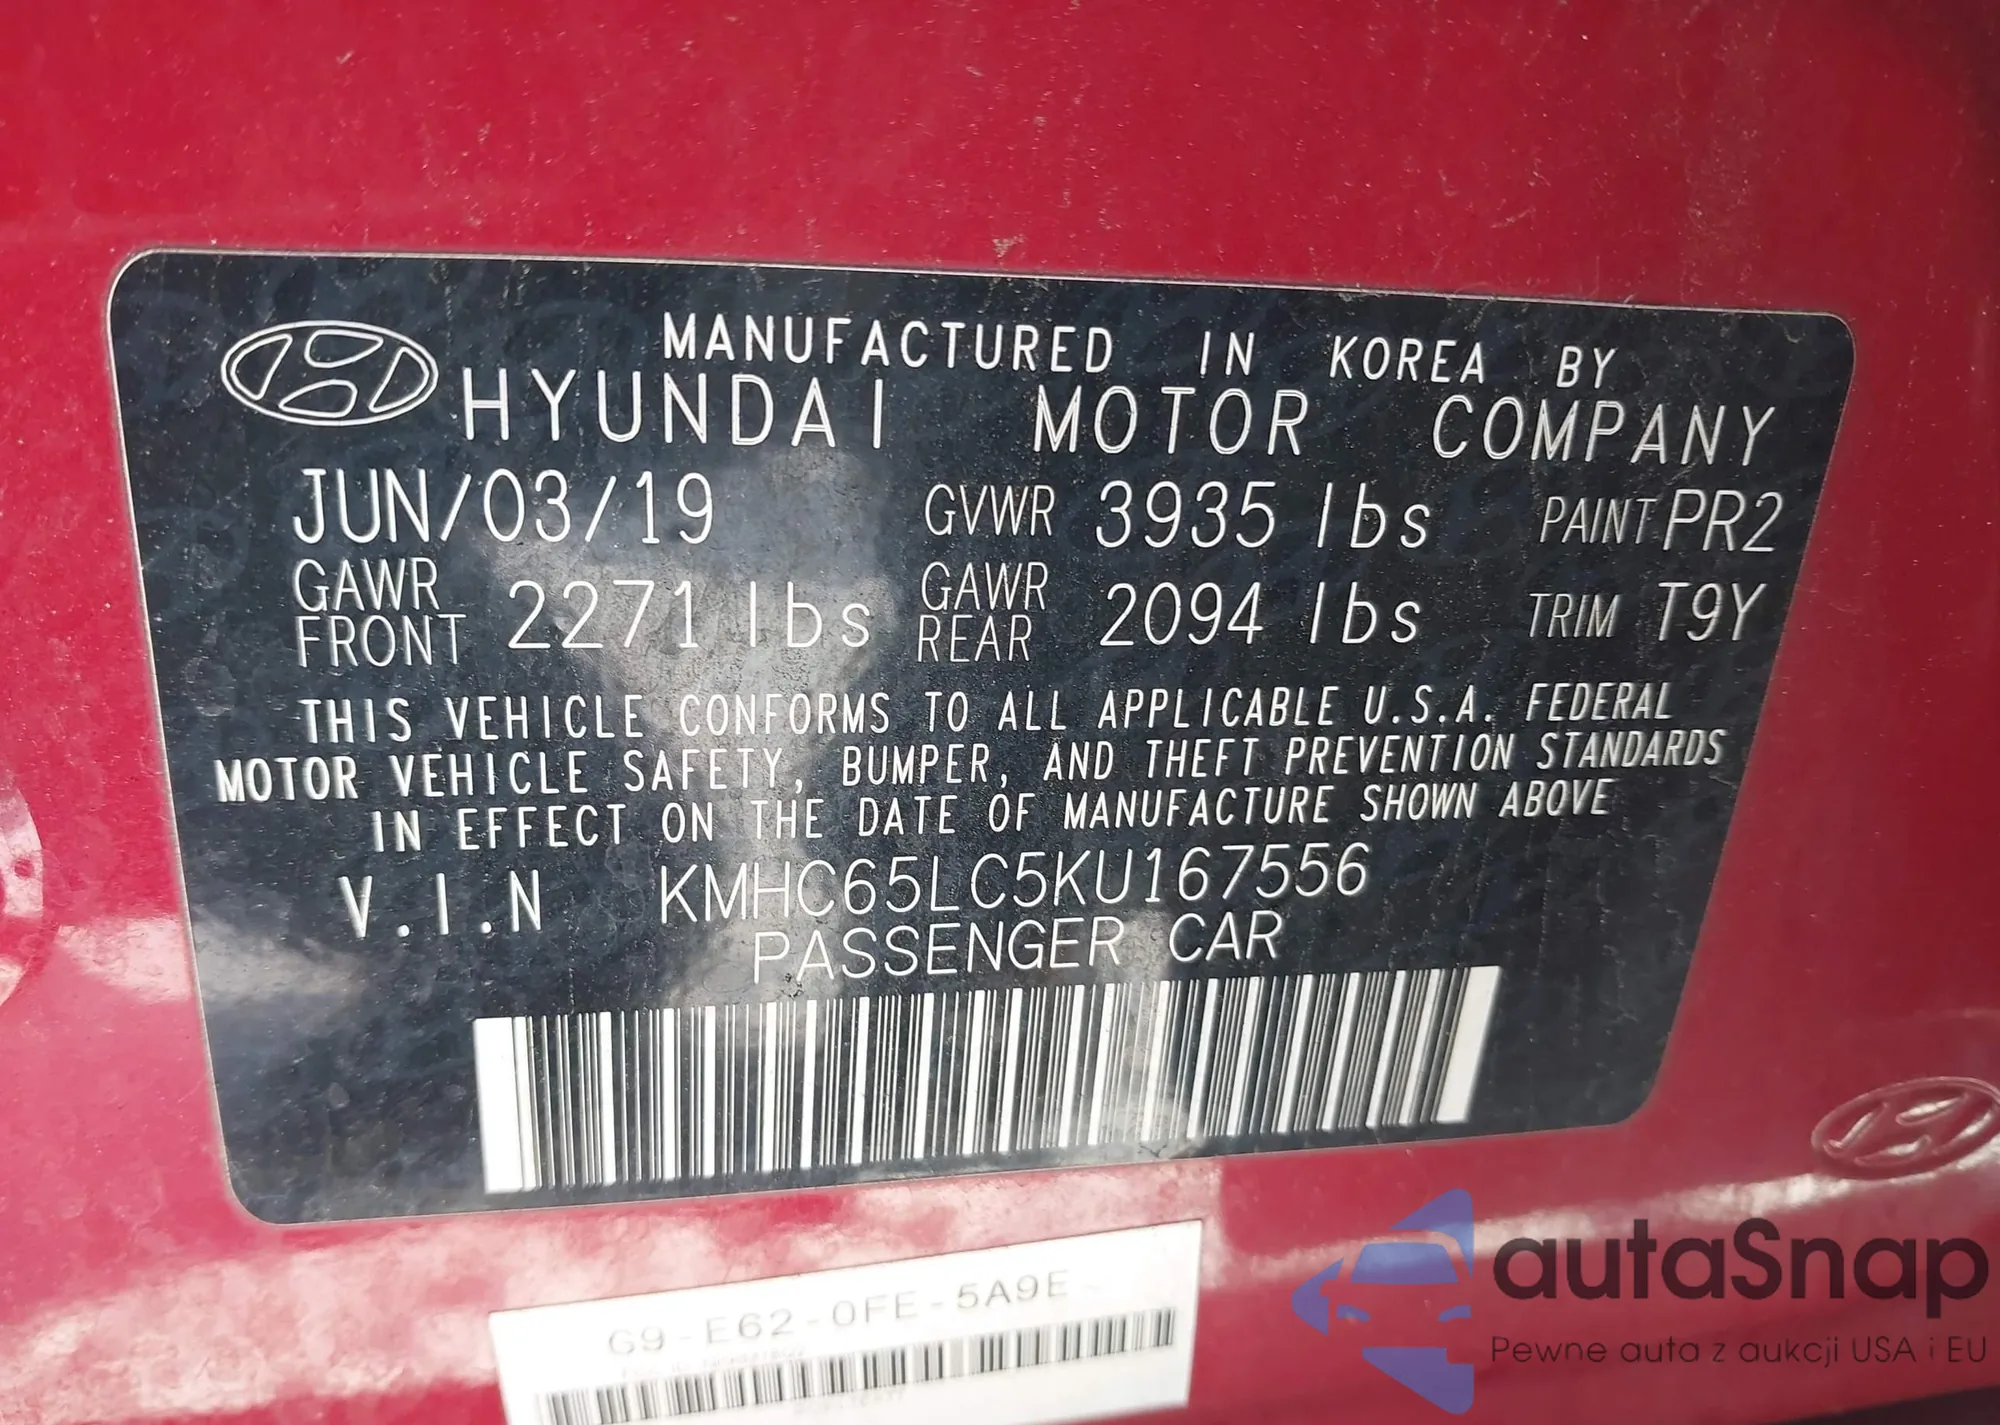 MANUFACTURED IN KOREA BY
HYUNDAI MOTOR COMPANY
JUN/03/19 GVWR 3935 lbs PAINT PR2
GAWR FRONT 2271 lbs GAWR REAR 2094 lbs TRIM T9Y
THIS VEHICLE CONFORMS TO ALL APPLICABLE U.S.A. FEDERAL
MOTOR VEHICLE SAFETY, BUMPER, AND THEFT PREVENTION STANDARDS
IN EFFECT ON THE DATE OF MANUFACTURE SHOWN ABOVE
V.I.N KMHC65LC5KU167556
PASSENGER CAR
G9-E62-0FE-5A9E
autaSnap
Pewne auta z aukcji USA i EU